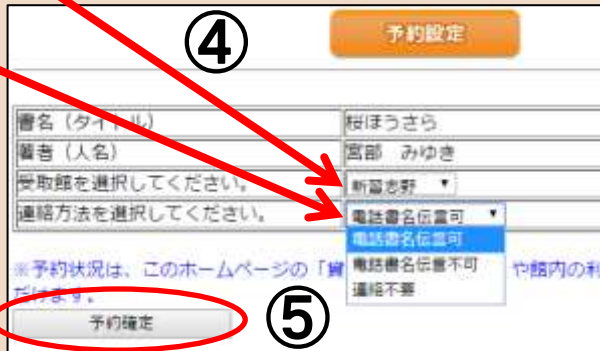 ④
予約設定
書名（タイトル） 桜ほうさら
著者（人名） 宮部 みゆき
受取館を選択してください。 新習志野
連絡方法を選択してください。 電話書名伝言可
電話書名伝言可
電話書名伝言不可
連絡不要
※予約状況は、このホームページの「貸 や館内の利
だけます。
予約確定
⑤